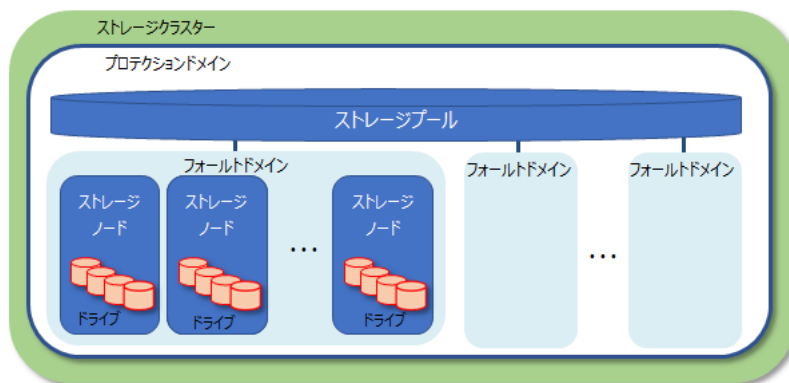 ストレージクラスター
プロテクションドメイン
ストレージプール
フォールトドメイン
ストレージ
ノード
ドライブ
ストレージ
ノード
ドライブ
...
ストレージ
ノード
ドライブ
フォールトドメイン
...
フォールトドメイン